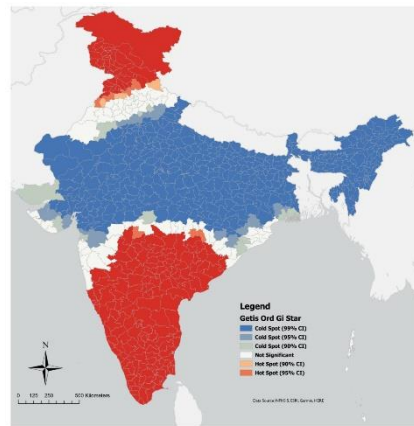 Legend
Getis Ord Gi Star
Cold Spot (99% CI)
Cold Spot (95% CI)
Cold Spot (90% CI)
Not Significant
Hot Spot (90% CI)
Hot Spot (95% CI)
N
0 125 250 500 Kilometers